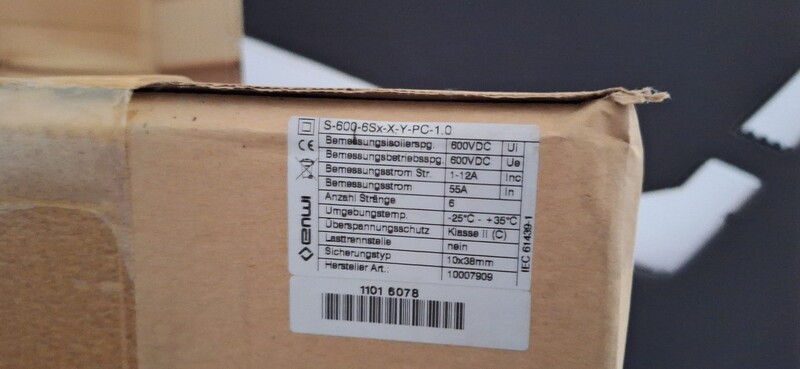 S-600-6Sx-X-Y-PC-1.0
Bemessungsisolierspg. 600VDC Ui
Bemessungsbetriebsspg. 600VDC Ue
Bemessungsstrom Str. 1-12A Inc
Bemessungsstrom 55A In
Anzahl Stränge 6
Umgebungstemp. -25°C - +35°C
Überspannungsschutz Klasse II (C)
Lasttrennstelle nein
Sicherungstyp 10x38mm
Hersteller Art.: 10007909
CE
enwi
IEC 61439-1
1101 6078